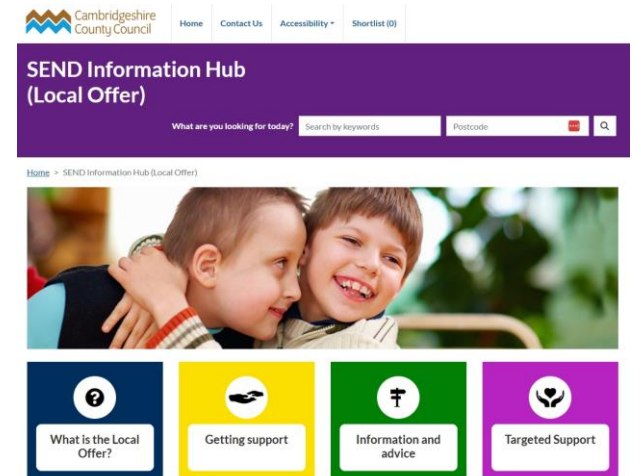 Cambridgeshire
County Council
Home Contact Us Accessibility Shortlist (0)
SEND Information Hub
(Local Offer)
What are you looking for today? Search by keywords Postcode
Home > SEND Information Hub (Local Offer)
What is the Local
Offer?
Getting support
Information and
advice
Targeted Support